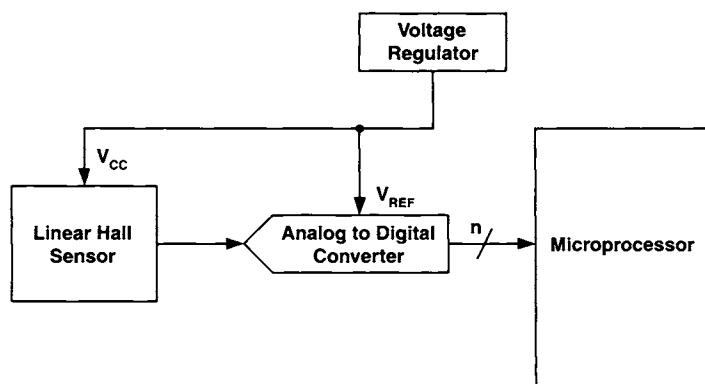 Voltage
Regulator
VCC
VREF
Linear Hall
Sensor
Analog to Digital
Converter
n
Microprocessor